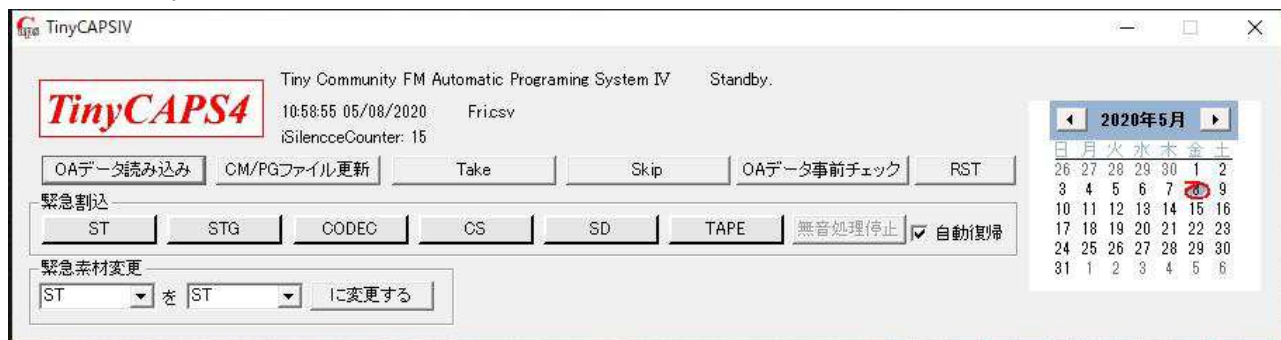 TinyCAPSIV
TinyCAPS4
Tiny Community FM Automatic Programing System IV Standby.
10:58:55 05/08/2020 Fri.csv
iSilencceCounter: 15
OAデータ読み込み CM/PGファイル更新 Take Skip OAデータ事前チェック RST
緊急割込
ST STG CODEC CS SD TAPE 無音処理停止 自動復帰
緊急素材変更
ST を ST に変更する
2020年5月
日 月 火 水 木 金 土
26 27 28 29 30 1 2
3 4 5 6 7 8 9
10 11 12 13 14 15 16
17 18 19 20 21 22 23
24 25 26 27 28 29 30
31 1 2 3 4 5 6